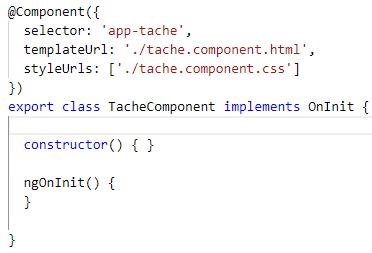 @Component({
  selector: 'app-tache',
  templateUrl: './tache.component.html',
  styleUrls: ['./tache.component.css']
})
export class TacheComponent implements OnInit {
  constructor() { }
  ngOnInit() {
  }
}